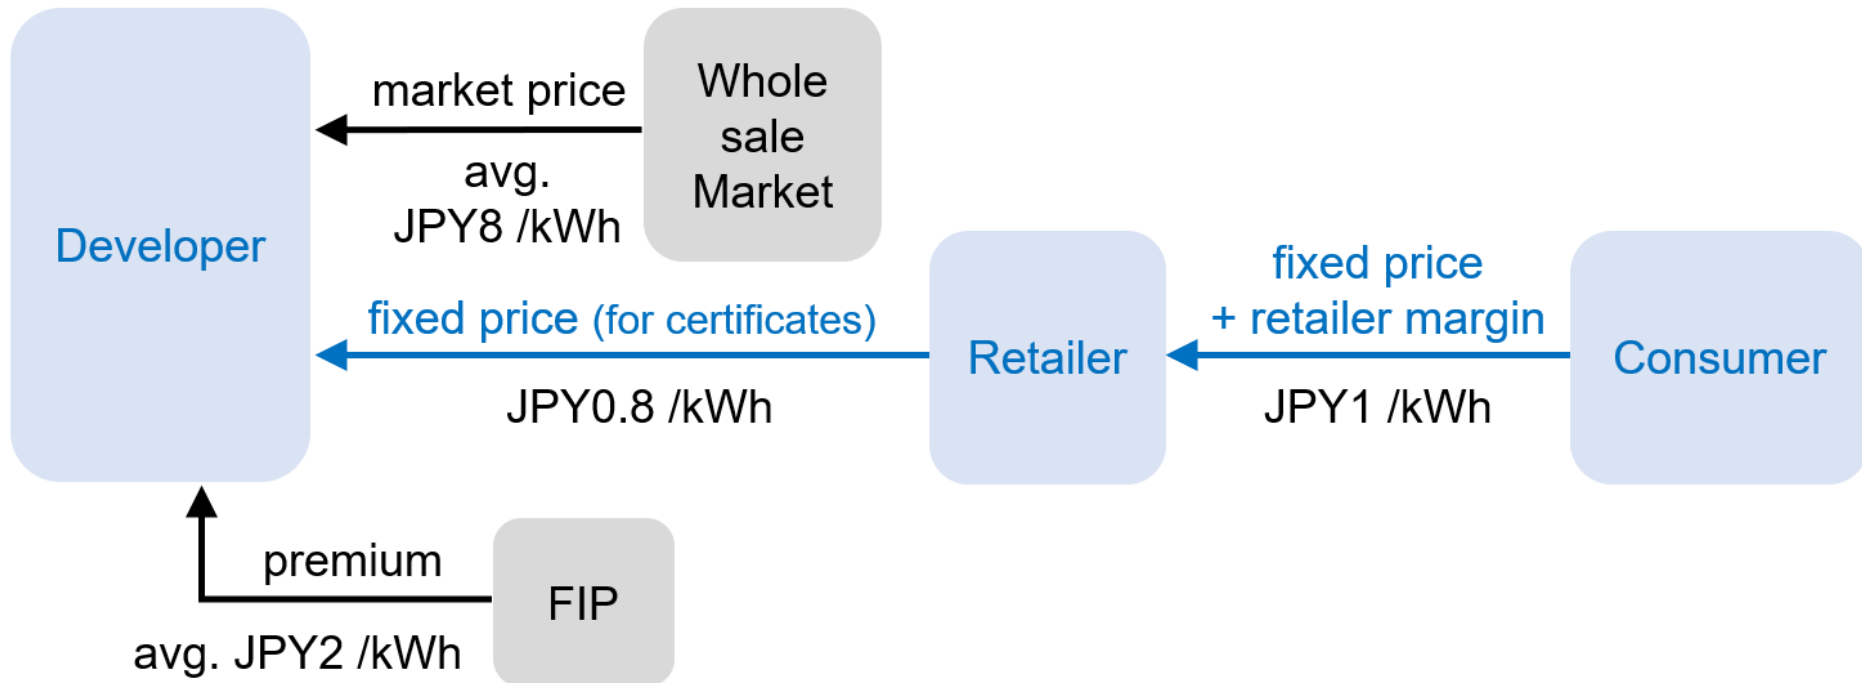 Developer
market price
avg.
JPY8 /kWh
Whole
sale
Market
fixed price (for certificates)
JPY0.8 /kWh
Retailer
fixed price
+ retailer margin
JPY1 /kWh
Consumer
premium
avg. JPY2 /kWh
FIP